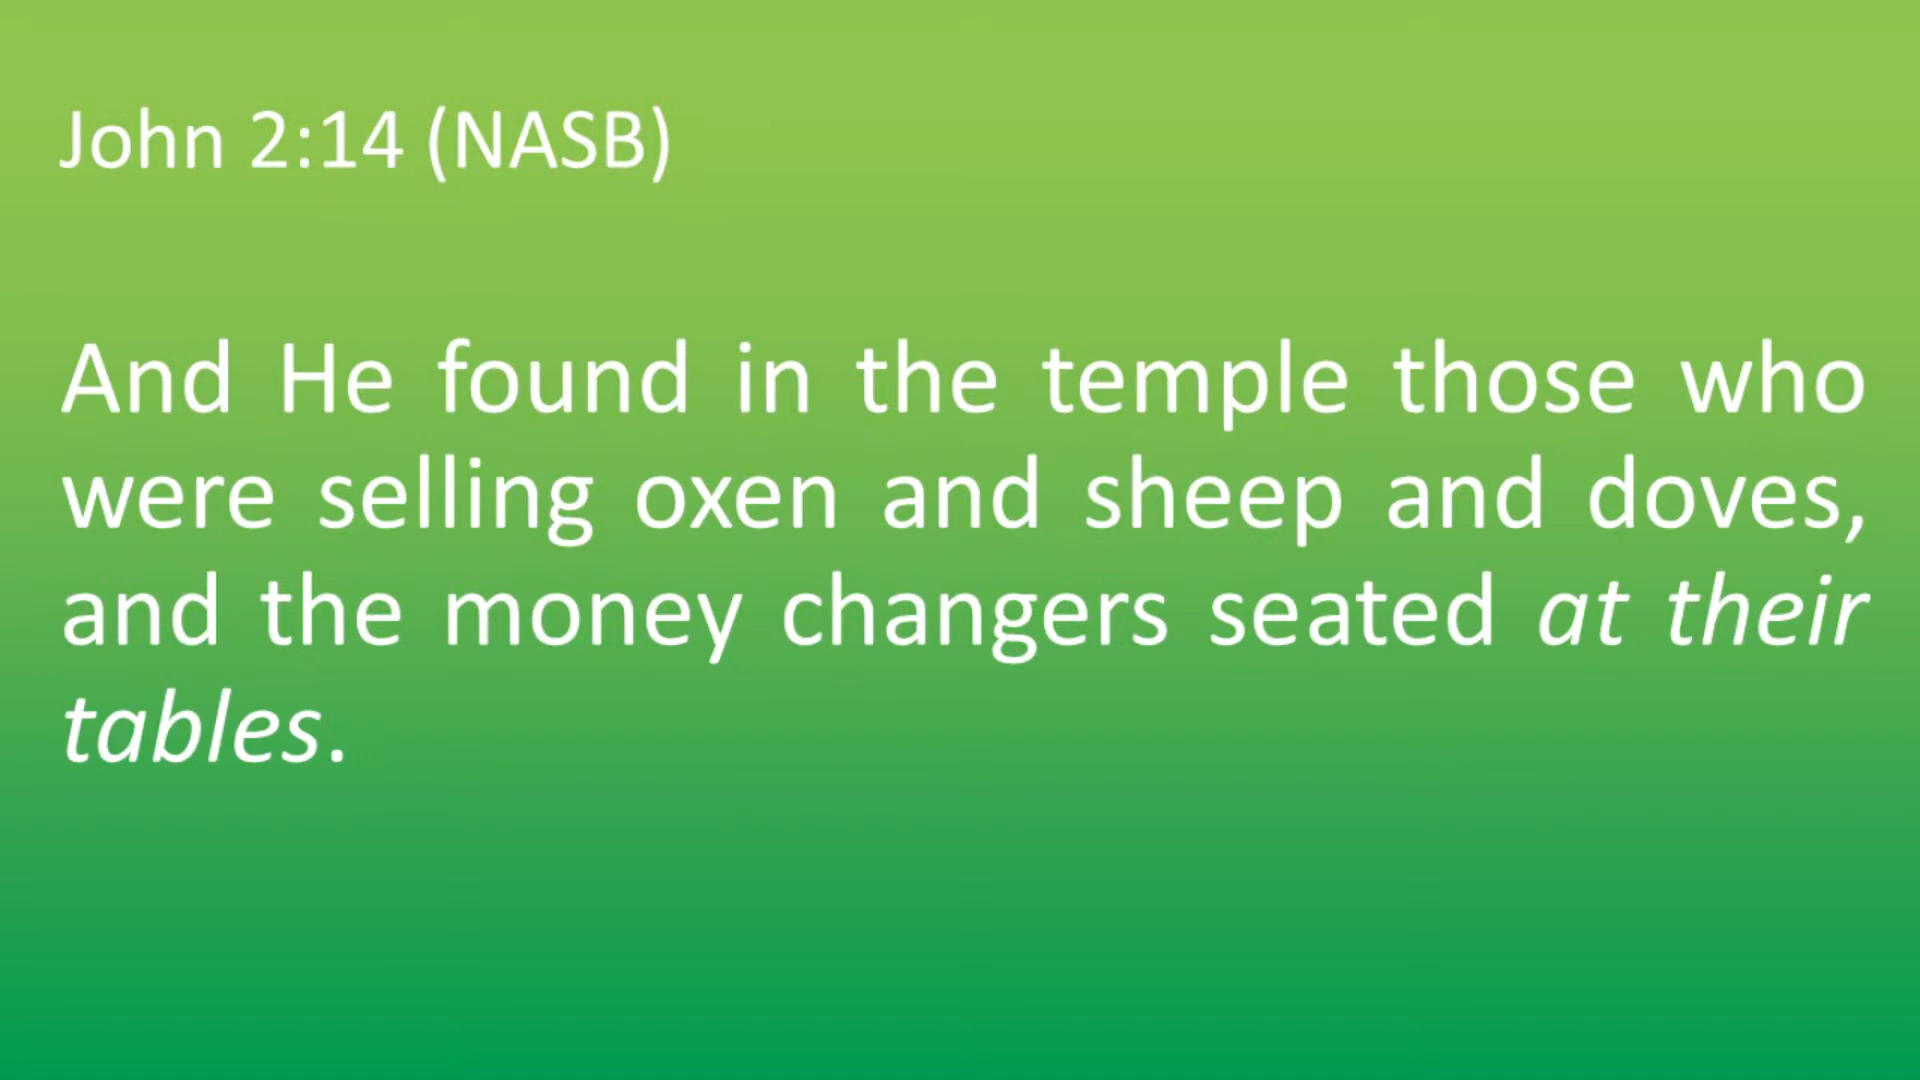 John 2:14 (NASB)
And He found in the temple those who
were selling oxen and sheep and doves,
and the money changers seated at their
tables.